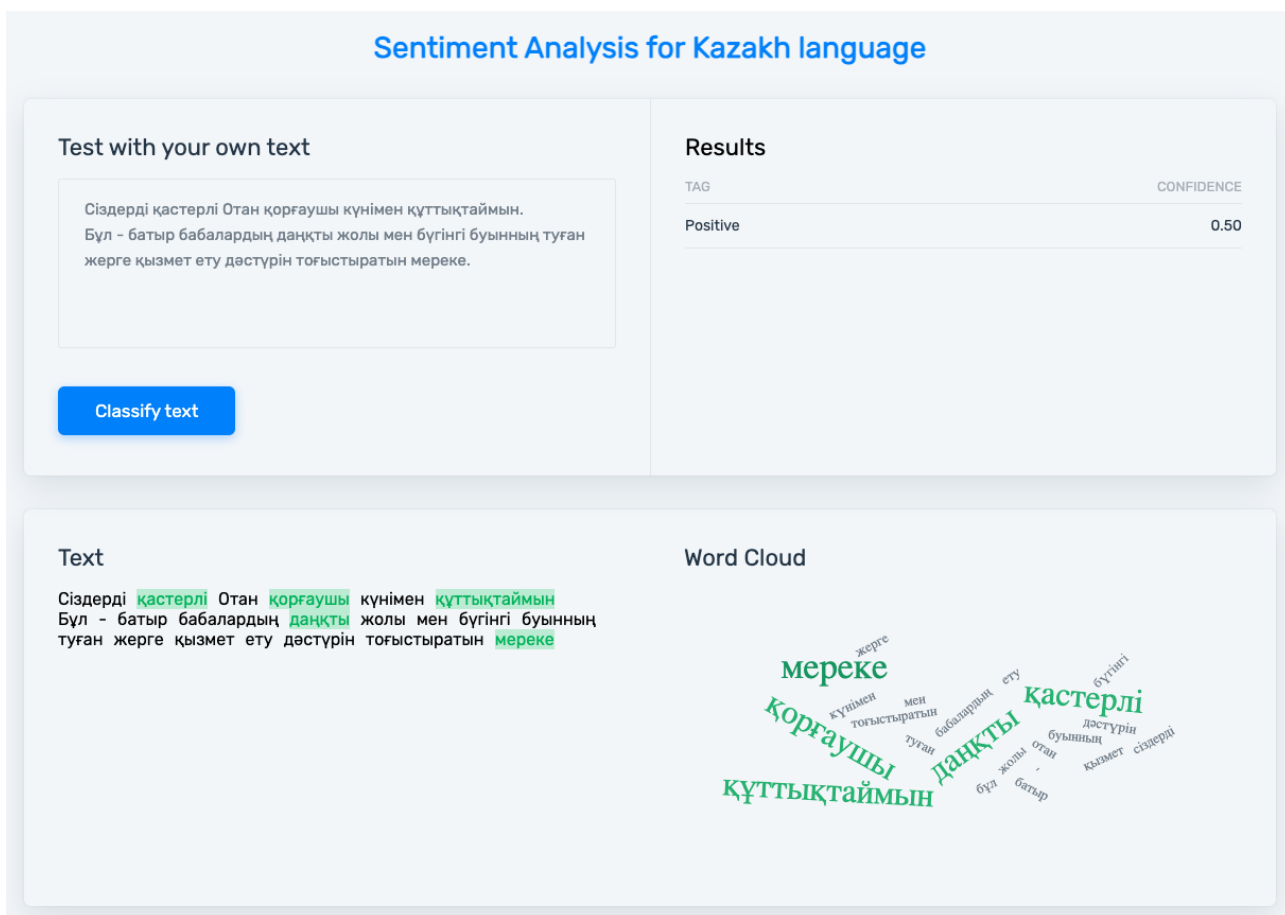 Sentiment Analysis for Kazakh language
Test with your own text
Сіздерді қастерлі Отан қорғаушы күнімен құттықтаймын.
Бұл - батыр бабалардың даңқты жолы мен бүгінгі буынның туған
жерге қызмет ету дәстүрін тоғыстыратын мереке.
Classify text
Results
TAG CONFIDENCE
Positive 0.50
Text
Сіздерді қастерлі Отан қорғаушы күнімен құттықтаймын
Бұл - батыр бабалардың даңқты жолы мен бүгінгі буынның
туған жерге қызмет ету дәстүрін тоғыстыратын мереке
Word Cloud
жерге
мереке
ету
бүгінгі
қастерлі
күнімен
мен
тоғыстыратын
бабалардың
қорғаушы
туған
даңқты
дәстүрін
буынның
сіздерді
қызмет
отан
жолы
-
бұл
батыр
құттықтаймын